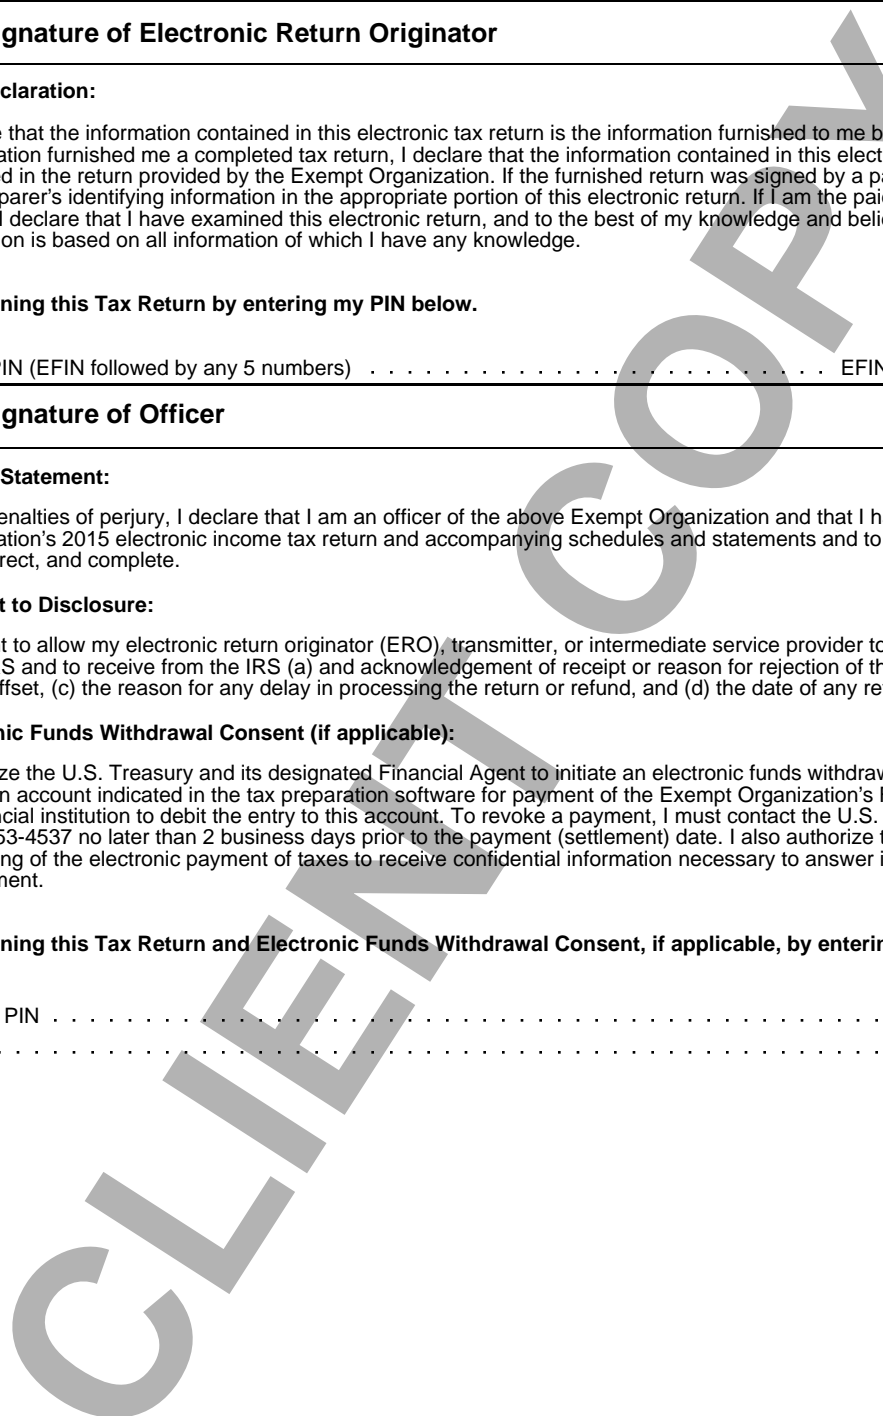 gnature of Electronic Return Originator
claration:
e that the information contained in this electronic tax return is the information furnished to me b
ation furnished me a completed tax return, I declare that the information contained in this elect
ed in the return provided by the Exempt Organization. If the furnished return was signed by a pa
parer's identifying information in the appropriate portion of this electronic return. If I am the paid
I declare that I have examined this electronic return, and to the best of my knowledge and belie
ion is based on all information of which I have any knowledge.
ning this Tax Return by entering my PIN below.
PIN (EFIN followed by any 5 numbers) . . . . . . . . . . . . . . . . . . . . . . . . . EFIN
gnature of Officer
Statement:
enalties of perjury, I declare that I am an officer of the above Exempt Organization and that I h
ation's 2015 electronic income tax return and accompanying schedules and statements and to
rect, and complete.
t to Disclosure:
t to allow my electronic return originator (ERO), transmitter, or intermediate service provider to
S and to receive from the IRS (a) and acknowledgement of receipt or reason for rejection of th
ffset, (c) the reason for any delay in processing the return or refund, and (d) the date of any re
nic Funds Withdrawal Consent (if applicable):
ze the U.S. Treasury and its designated Financial Agent to initiate an electronic funds withdraw
n account indicated in the tax preparation software for payment of the Exempt Organization's
cial institution to debit the entry to this account. To revoke a payment, I must contact the U.S.
53-4537 no later than 2 business days prior to the payment (settlement) date. I also authorize t
ng of the electronic payment of taxes to receive confidential information necessary to answer i
ment.
ning this Tax Return and Electronic Funds Withdrawal Consent, if applicable, by enterin
PIN . . . . . . . . . . . . . . . . . . . . . . . . . . . . . . . . . . . . . . . . . . . . . .
. . . . . . . . . . . . . . . . . . . . . . . . . . . . . . . . . . . . . . . . . . . . . . . .
CLIENT COPY